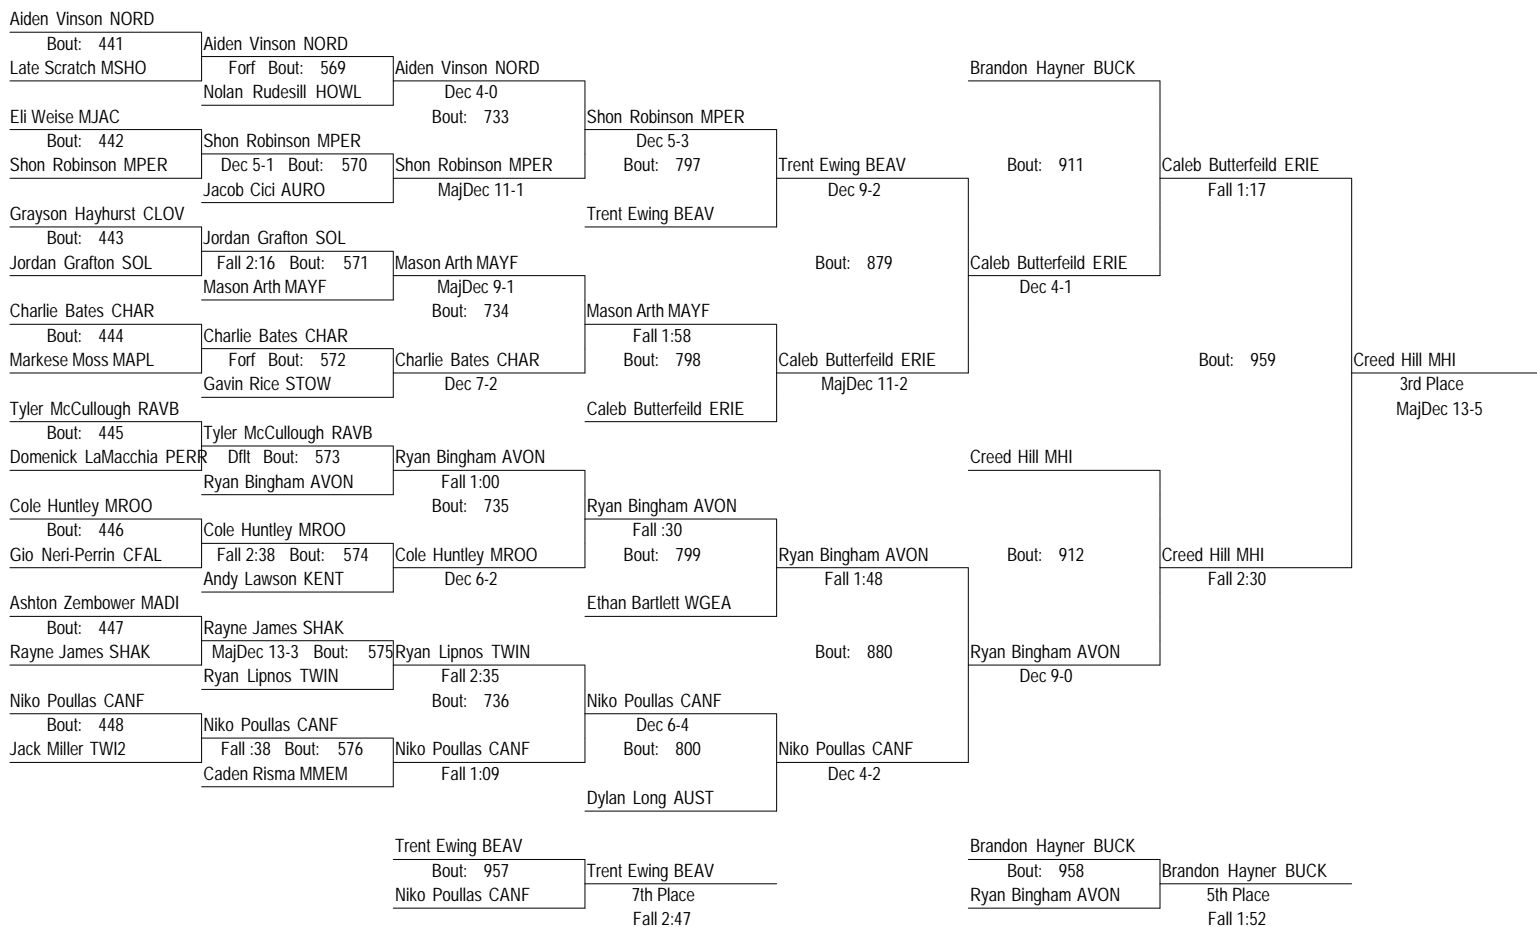 Aiden Vinson NORD
Bout: 441
Late Scratch MSHO
Eli Weise MJAC
Bout: 442
Shon Robinson MPER
Grayson Hayhurst CLOV
Bout: 443
Jordan Grafton SOL
Charlie Bates CHAR
Bout: 444
Markese Moss MAPL
Tyler McCullough RAVB
Bout: 445
Domenick LaMacchia PERR
Cole Huntley MROO
Bout: 446
Gio Neri-Perrin CFAL
Ashton Zembower MADI
Bout: 447
Rayne James SHAK
Niko Poullas CANF
Bout: 448
Jack Miller TWI2
Aiden Vinson NORD
Forf Bout: 569
Nolan Rudesill HOWL
Shon Robinson MPER
Dec 5-1 Bout: 570
Jacob Cici AURO
Jordan Grafton SOL
Fall 2:16 Bout: 571
Mason Arth MAYF
Charlie Bates CHAR
Forf Bout: 572
Gavin Rice STOW
Tyler McCullough RAVB
Dflt Bout: 573
Ryan Bingham AVON
Cole Huntley MROO
Fall 2:38 Bout: 574
Andy Lawson KENT
Rayne James SHAK
MajDec 13-3 Bout: 575
Ryan Lipnos TWIN
Niko Poullas CANF
Fall :38 Bout: 576
Caden Risma MMEM
Aiden Vinson NORD
Dec 4-0
Bout: 733
Shon Robinson MPER
MajDec 11-1
Mason Arth MAYF
MajDec 9-1
Bout: 734
Charlie Bates CHAR
Dec 7-2
Ryan Bingham AVON
Fall 1:00
Bout: 735
Cole Huntley MROO
Dec 6-2
Ryan Lipnos TWIN
Fall 2:35
Bout: 736
Niko Poullas CANF
Fall 1:09
Shon Robinson MPER
Dec 5-3
Bout: 797
Trent Ewing BEAV
Mason Arth MAYF
Fall 1:58
Bout: 798
Caleb Butterfeild ERIE
Ryan Bingham AVON
Fall :30
Bout: 799
Ethan Bartlett WGEA
Niko Poullas CANF
Dec 6-4
Bout: 800
Dylan Long AUST
Trent Ewing BEAV
Dec 9-2
Bout: 879
Caleb Butterfeild ERIE
MajDec 11-2
Ryan Bingham AVON
Fall 1:48
Bout: 880
Niko Poullas CANF
Dec 4-2
Brandon Hayner BUCK
Bout: 911
Caleb Butterfeild ERIE
Dec 4-1
Creed Hill MHI
Bout: 912
Ryan Bingham AVON
Dec 9-0
Caleb Butterfeild ERIE
Fall 1:17
Bout: 959
Creed Hill MHI
Fall 2:30
Creed Hill MHI
3rd Place
MajDec 13-5
Trent Ewing BEAV
Bout: 957
Niko Poullas CANF
Trent Ewing BEAV
7th Place
Fall 2:47
Brandon Hayner BUCK
Bout: 958
Ryan Bingham AVON
Brandon Hayner BUCK
5th Place
Fall 1:52